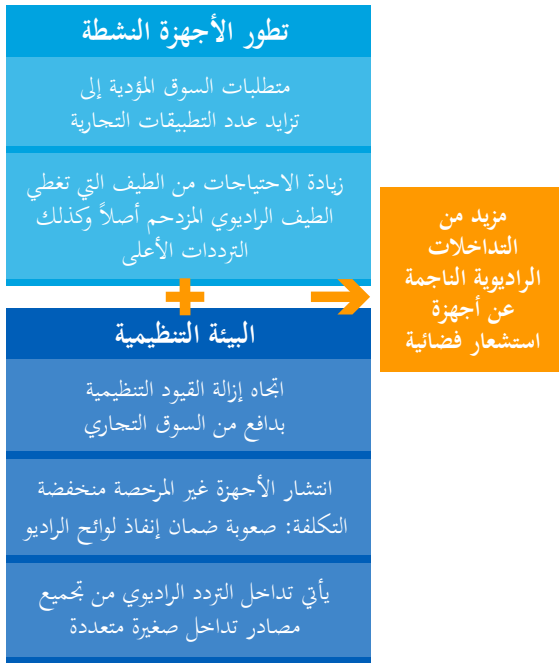 تطور الأجهزة النشطة
متطلبات السوق المؤدية إلى
تزايد عدد التطبيقات التجارية
زيادة الاحتياجات من الطيف التي تغطي
الطيف الراديوي المزدحم أصلاً وكذلك
الترددات الأعلى
البيئة التنظيمية
اتجاه إزالة القيود التنظيمية
بدافع من السوق التجاري
انتشار الأجهزة غير المرخصة منخفضة
التكلفة: صعوبة ضمان إنفاذ لوائح الراديو
يأتي تداخل التردد الراديوي من تجميع
مصادر تداخل صغيرة متعددة
مزيد من
التداخلات
الراديوية الناجمة
عن أجهزة
استشعار فضائية